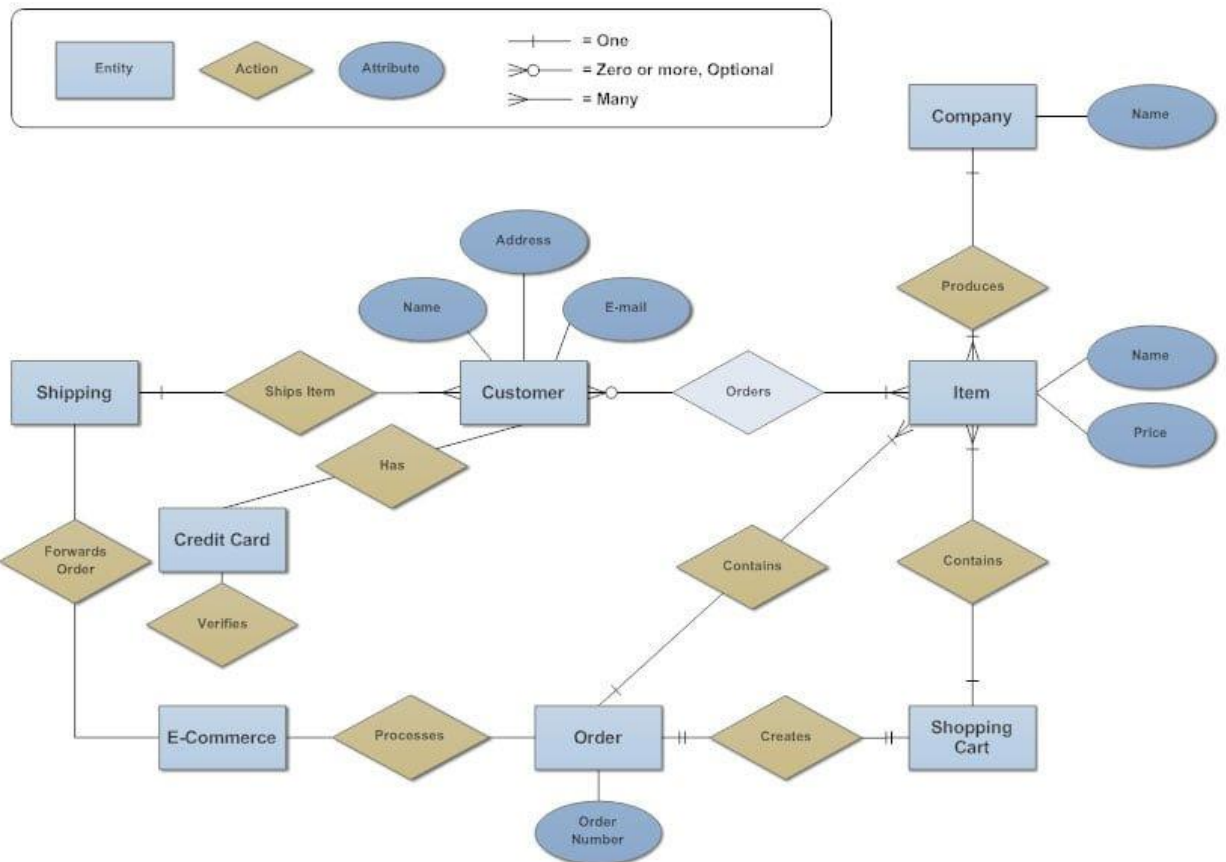 Entity
Action
Attribute
= One
= Zero or more, Optional
= Many
Company
Name
Address
Produces
Name
E-mail
Name
Shipping
Ships Item
Customer
Orders
Item
Price
Has
Credit Card
Forwards
Order
Contains
Contains
Verifies
E-Commerce
Processes
Order
Creates
Shopping
Cart
Order
Number